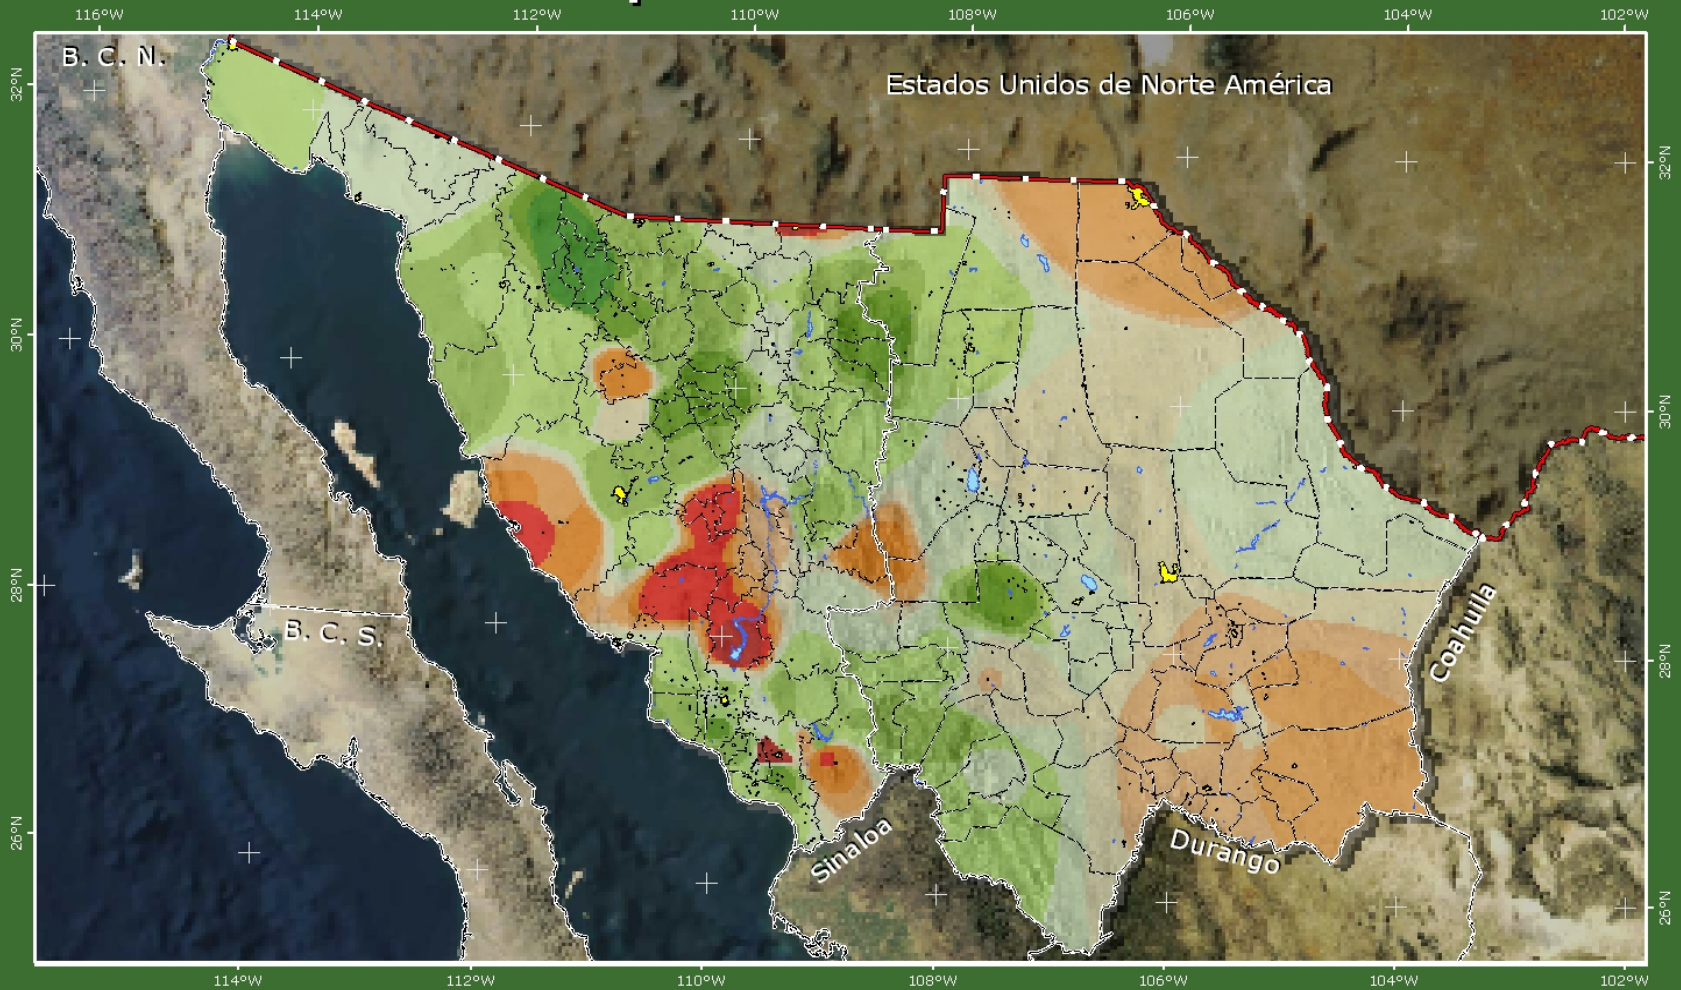 116°W 114°W 112°W 110°W 108°W 106°W 104°W 102°W
B. C. N.
Estados Unidos de Norte América
32°N
32°N
30°N
30°N
28°N
28°N
26°N
26°N
B. C. S.
Coahuila
Sinaloa
Durango
114°W 112°W 110°W 108°W 106°W 104°W 102°W